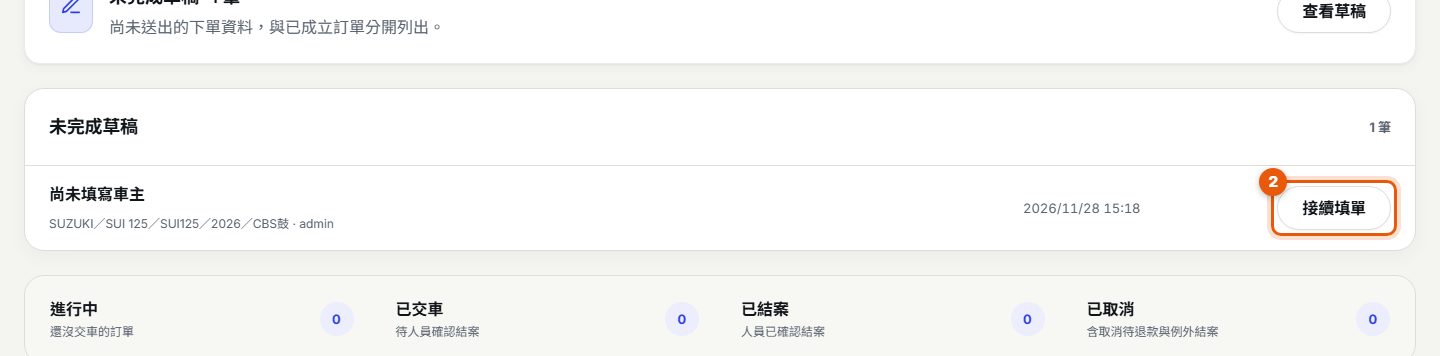 尚未送出的下單資料，與已成立訂單分開列出。
查看草稿
未完成草稿
1 筆
尚未填寫車主
SUZUKI／SUI 125／SUI125／2026／CBS鼓 · admin
2026/11/28 15:18
2
接續填單
進行中
還沒交車的訂單
0
已交車
待人員確認結案
0
已結案
人員已確認結案
0
已取消
含取消待退款與例外結案
0